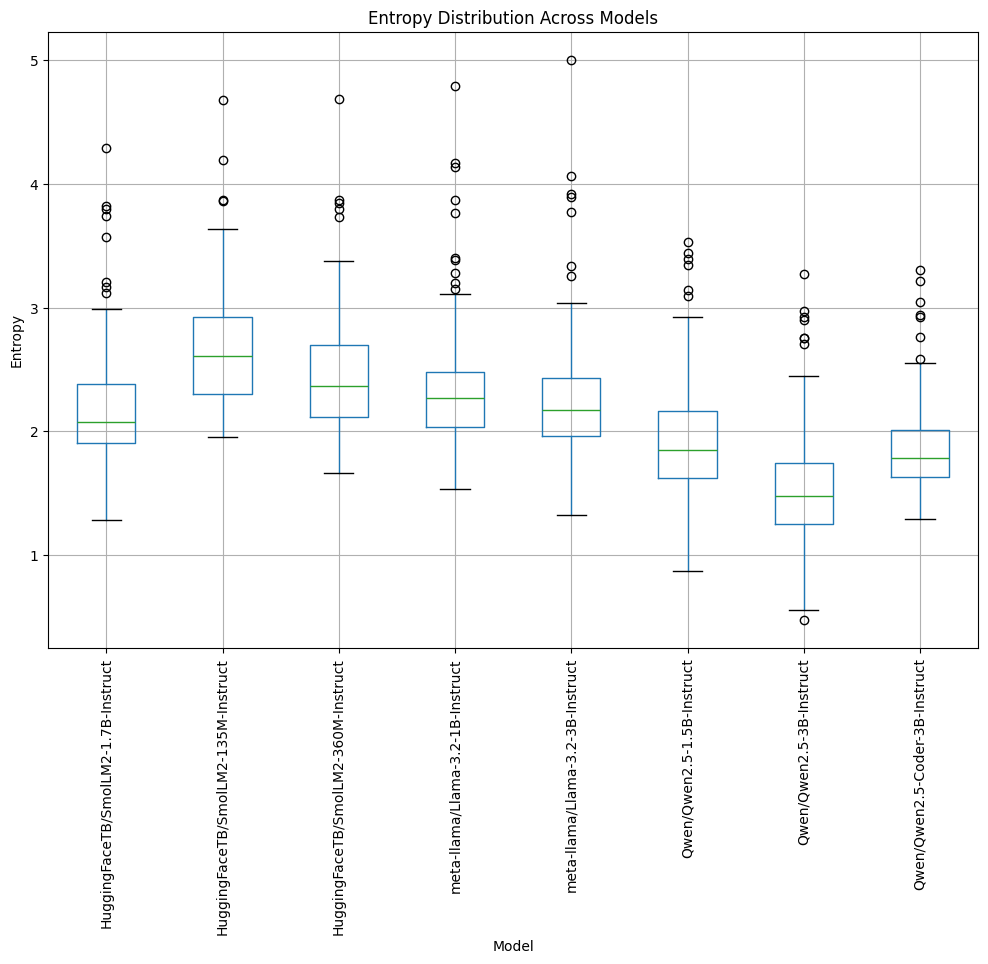 Entropy Distribution Across Models
Entropy
5
4
3
2
1
HuggingFaceTB/SmolLM2-1.7B-Instruct
HuggingFaceTB/SmolLM2-135M-Instruct
HuggingFaceTB/SmolLM2-360M-Instruct
meta-llama/Llama-3.2-1B-Instruct
meta-llama/Llama-3.2-3B-Instruct
Qwen/Qwen2.5-1.5B-Instruct
Qwen/Qwen2.5-3B-Instruct
Qwen/Qwen2.5-Coder-3B-Instruct
Model